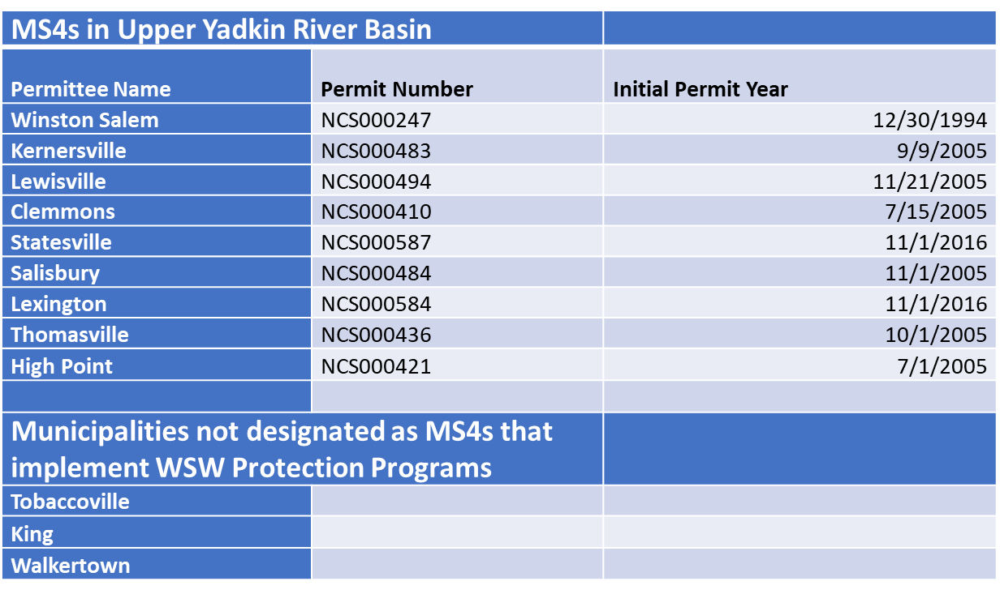 MS4s in Upper Yadkin River Basin
Permittee Name Permit Number Initial Permit Year
Winston Salem NCS000247 12/30/1994
Kernersville NCS000483 9/9/2005
Lewisville NCS000494 11/21/2005
Clemmons NCS000410 7/15/2005
Statesville NCS000587 11/1/2016
Salisbury NCS000484 11/1/2005
Lexington NCS000584 11/1/2016
Thomasville NCS000436 10/1/2005
High Point NCS000421 7/1/2005
Municipalities not designated as MS4s that
implement WSW Protection Programs
Tobaccoville
King
Walkertown